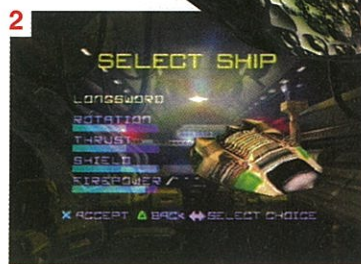 2
SELECT SHIP
LONGSWORD
ROTATION
THRUST
SHIELD
FIREPOWER
X ACCEPT △ BACK ↔ SELECT CHOICE